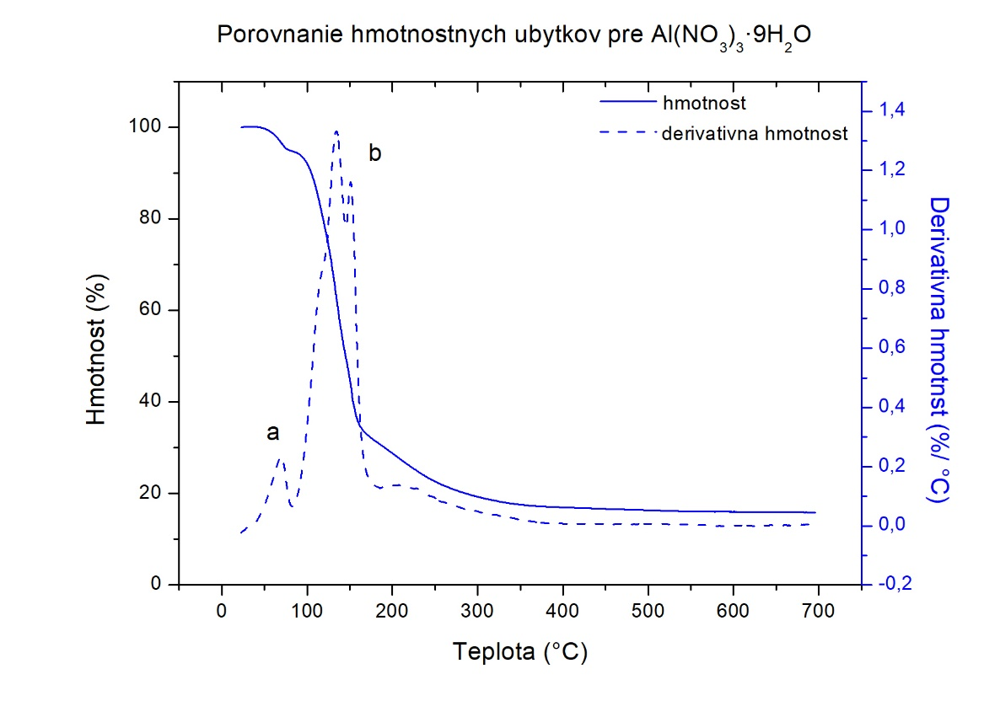 Porovnanie hmotnostnych ubytkov pre Al(NO₃)₃·9H₂O
hmotnost
derivativna hmotnost
100
80
60
40
20
0
Hmotnost (%)
a
b
1,4
1,2
1,0
0,8
0,6
0,4
0,2
0,0
-0,2
Derivativna hmotnst (%/ °C)
0 100 200 300 400 500 600 700
Teplota (°C)